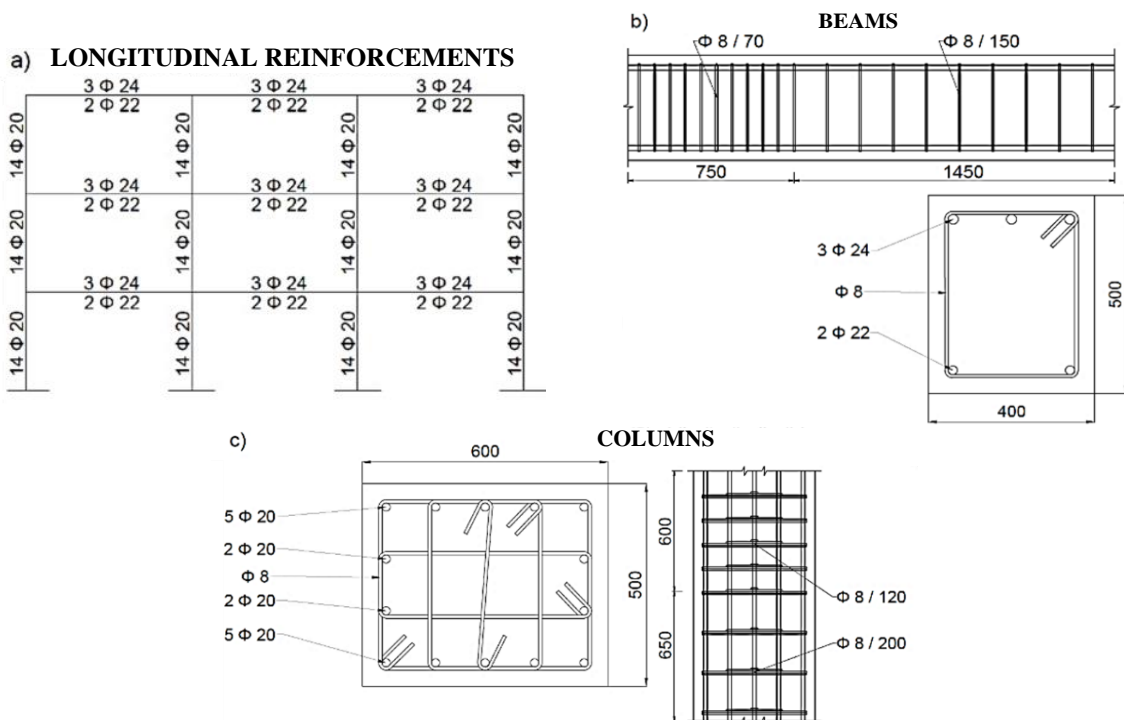 a) LONGITUDINAL REINFORCEMENTS
3 Φ 24 3 Φ 24 3 Φ 24
2 Φ 22 2 Φ 22 2 Φ 22
14 Φ 20 14 Φ 20 14 Φ 20 14 Φ 20
3 Φ 24 3 Φ 24 3 Φ 24
2 Φ 22 2 Φ 22 2 Φ 22
14 Φ 20 14 Φ 20 14 Φ 20 14 Φ 20
3 Φ 24 3 Φ 24 3 Φ 24
2 Φ 22 2 Φ 22 2 Φ 22
14 Φ 20 14 Φ 20 14 Φ 20 14 Φ 20
b) BEAMS
Φ 8 / 70 Φ 8 / 150
750 1450
3 Φ 24
Φ 8
2 Φ 22
500
400
c) COLUMNS
600
5 Φ 20
2 Φ 20
Φ 8
2 Φ 20
5 Φ 20
500
600
650
Φ 8 / 120
Φ 8 / 200